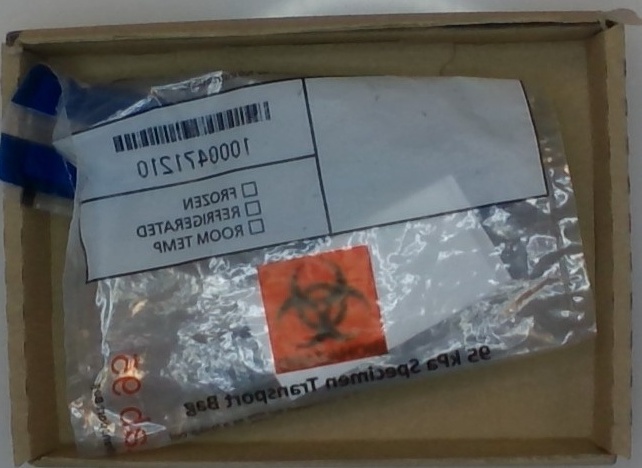 1000471210
FROZEN
REFRIGERATED
ROOM TEMP
95 kPa Specimen Transport Bag